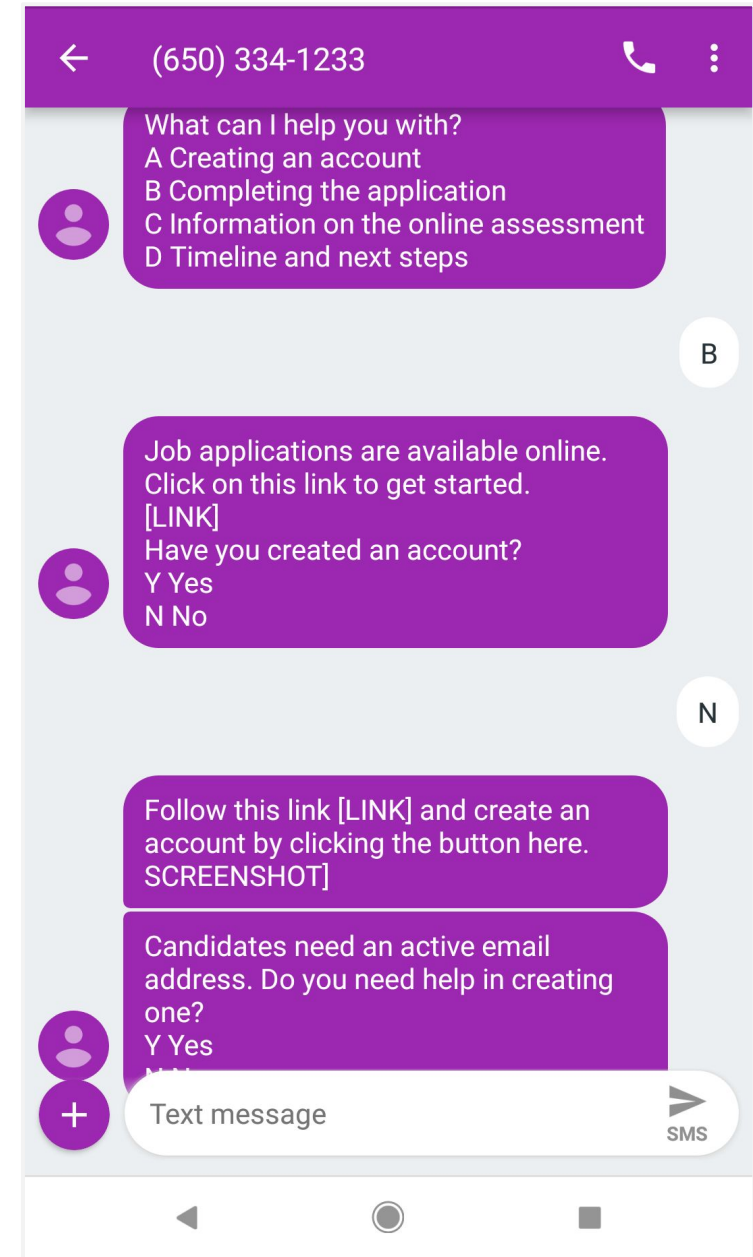 (650) 334-1233
What can I help you with?
A Creating an account
B Completing the application
C Information on the online assessment
D Timeline and next steps
B
Job applications are available online.
Click on this link to get started.
[LINK]
Have you created an account?
Y Yes
N No
N
Follow this link [LINK] and create an
account by clicking the button here.
SCREENSHOT]
Candidates need an active email
address. Do you need help in creating
one?
Y Yes
Text message
SMS